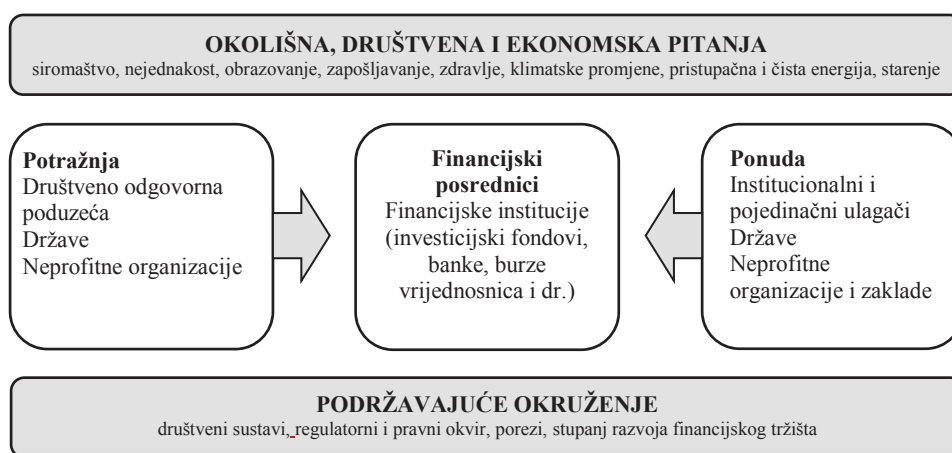 OKOLIŠNA, DRUŠTVENA I EKONOMSKA PITANJA
siromaštvo, nejednakost, obrazovanje, zapošljavanje, zdravlje, klimatske promjene, pristupačna i čista energija, starenje
Potražnja
Društveno odgovorna
poduzeća
Države
Neprofitne organizacije
Financijski
posrednici
Financijske institucije
(investicijski fondovi,
banke, burze
vrijednosnica i dr.)
Ponuda
Institucionalni i
pojedinačni ulagači
Države
Neprofitne
organizacije i zaklade
PODRŽAVAJUĆE OKRUŽENJE
društveni sustavi, regulatorni i pravni okvir, porezi, stupanj razvoja financijskog tržišta